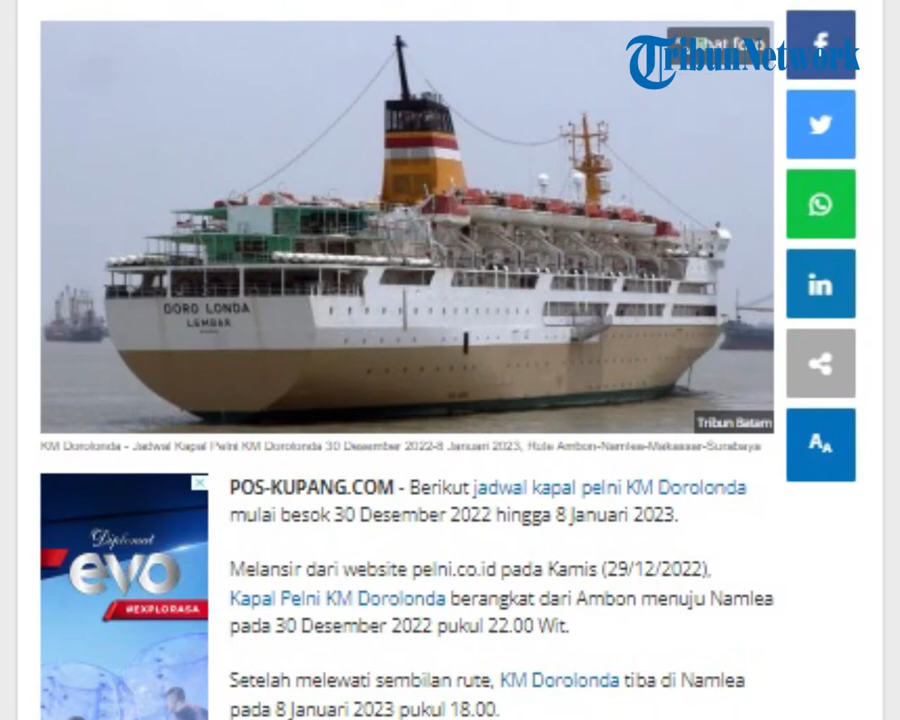 Lihat foto
TribunNetwork
DORO LONDA
LEMBAR
Tribun Batam
KM Dorolonda - Jadwal Kapal Pelni KM Dorolonda 30 Desember 2022-8 Januari 2023, Rute Ambon-Namlea-Makassar-Surabaya
Diplomat
evo
#EXPLORASA
POS-KUPANG.COM - Berikut jadwal kapal pelni KM Dorolonda
mulai besok 30 Desember 2022 hingga 8 Januari 2023.
Melansir dari website pelni.co.id pada Kamis (29/12/2022),
Kapal Pelni KM Dorolonda berangkat dari Ambon menuju Namlea
pada 30 Desember 2022 pukul 22.00 Wit.
Setelah melewati sembilan rute, KM Dorolonda tiba di Namlea
pada 8 Januari 2023 pukul 18.00.